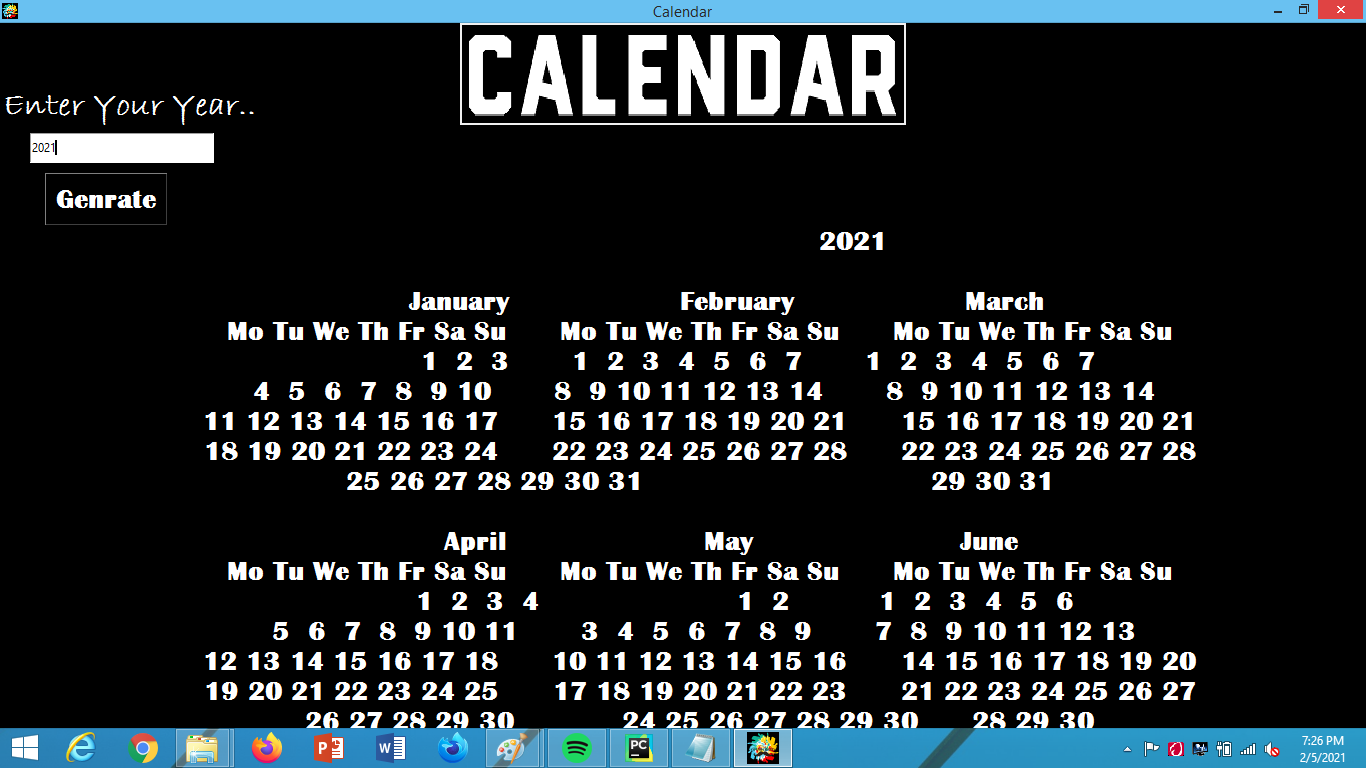 Calendar
CALENDAR
Enter Your Year..
2021
Genrate
2021
January February March
Mo Tu We Th Fr Sa Su Mo Tu We Th Fr Sa Su Mo Tu We Th Fr Sa Su
1 2 3 1 2 3 4 5 6 7 1 2 3 4 5 6 7
4 5 6 7 8 9 10 8 9 10 11 12 13 14 8 9 10 11 12 13 14
11 12 13 14 15 16 17 15 16 17 18 19 20 21 15 16 17 18 19 20 21
18 19 20 21 22 23 24 22 23 24 25 26 27 28 22 23 24 25 26 27 28
25 26 27 28 29 30 31 29 30 31
April May June
Mo Tu We Th Fr Sa Su Mo Tu We Th Fr Sa Su Mo Tu We Th Fr Sa Su
1 2 3 4 1 2 1 2 3 4 5 6
5 6 7 8 9 10 11 3 4 5 6 7 8 9 7 8 9 10 11 12 13
12 13 14 15 16 17 18 10 11 12 13 14 15 16 14 15 16 17 18 19 20
19 20 21 22 23 24 25 17 18 19 20 21 22 23 21 22 23 24 25 26 27
26 27 28 29 30 24 25 26 27 28 29 30 28 29 30
PC
7:26 PM
2/5/2021